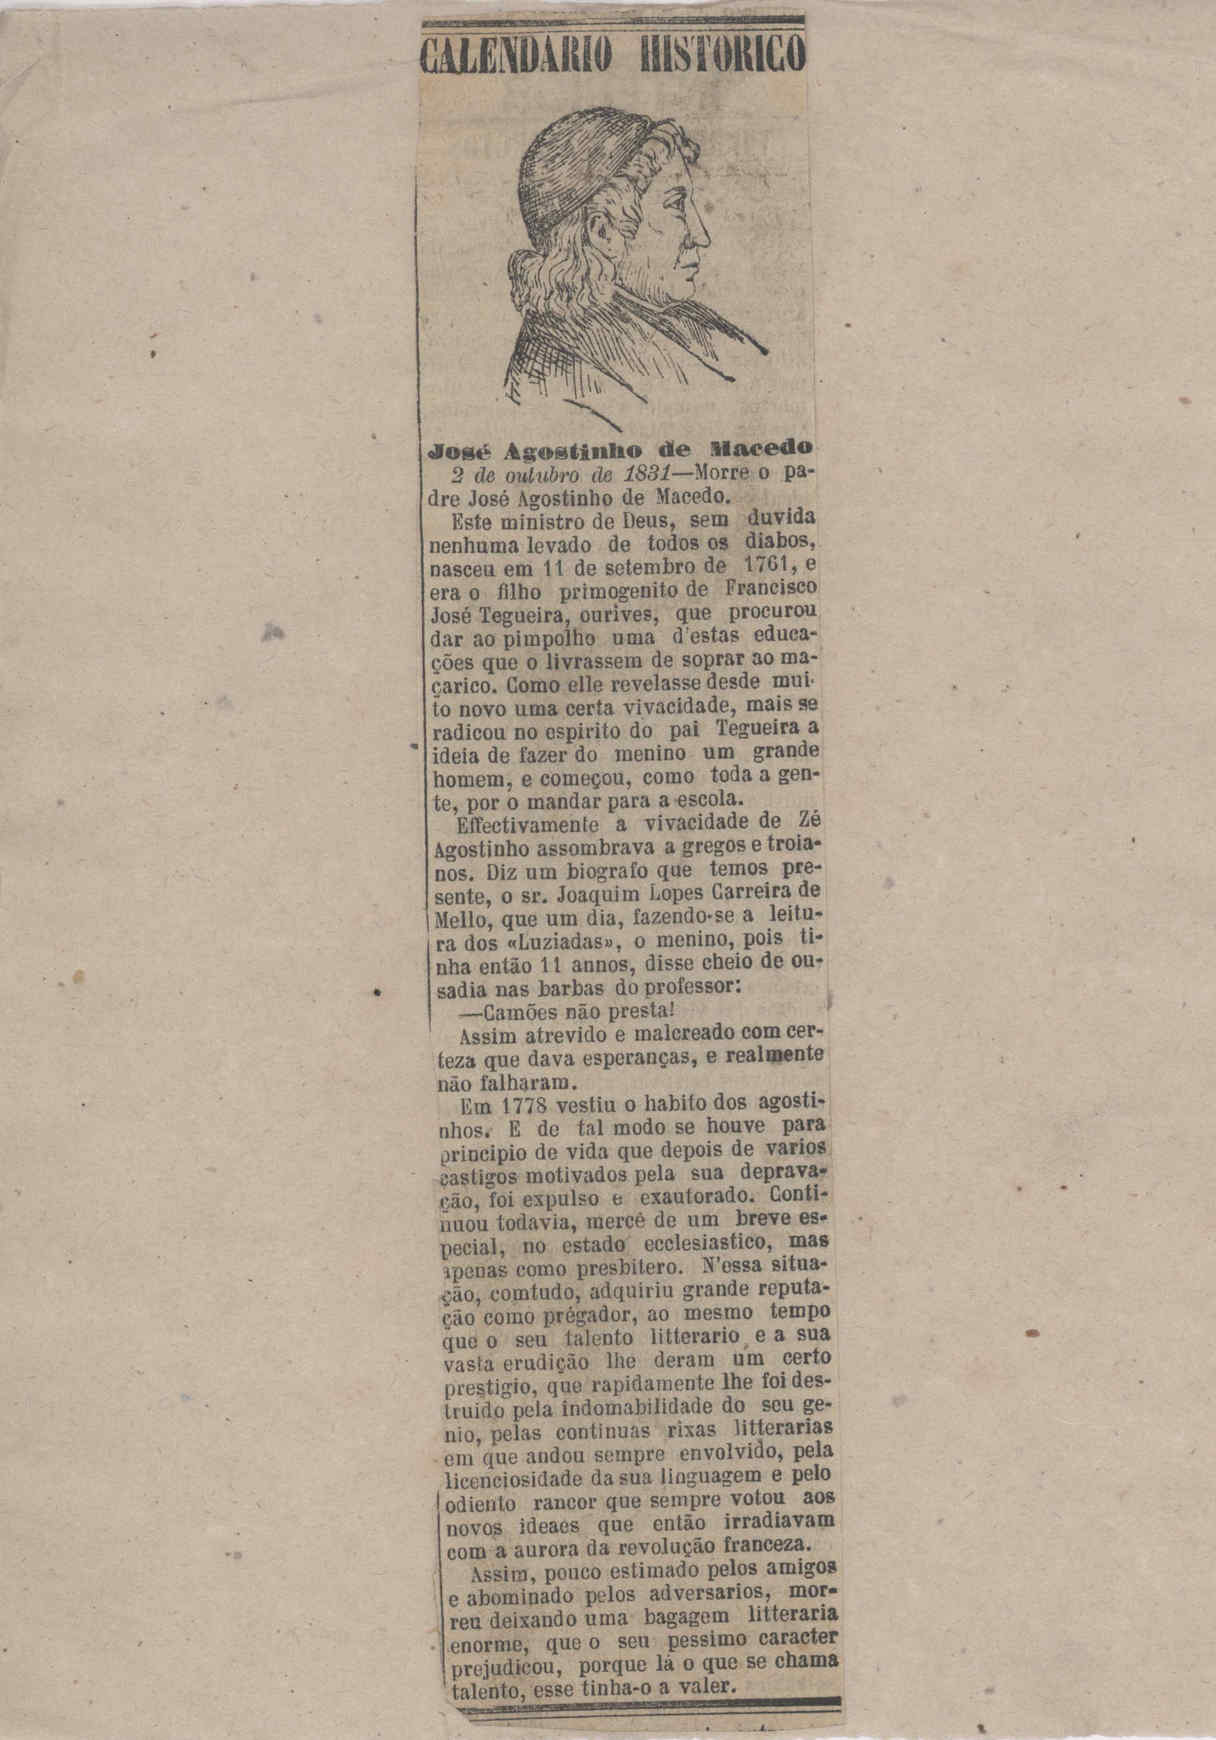 CALENDARIO HISTORICO
José Agostinho de Macedo
2 de outubro de 1831—Morre o pa-
dre José Agostinho de Macedo.
Este ministro de Deus, sem duvida
nenhuma levado de todos os diabos,
nasceu em 11 de setembro de 1761, e
era o filho primogenito de Francisco
José Tegueira, ourives, que procurou
dar ao pimpolho uma d'estas educa-
ções que o livrassem de soprar ao ma-
çarico. Como elle revelasse desde mui-
to novo uma certa vivacidade, mais se
radicou no espirito do pai Tegueira a
ideia de fazer do menino um grande
homem, e começou, como toda a gen-
te, por o mandar para a escola.
Effectivamente a vivacidade de Zé
Agostinho assombrava a gregos e troia-
nos. Diz um biografo que temos pre-
sente, o sr. Joaquim Lopes Carreira de
Mello, que um dia, fazendo-se a leitu-
ra dos «Luziadas», o menino, pois ti-
nha então 11 annos, disse cheio de ou-
sadia nas barbas do professor:
—Camões não presta!
Assim atrevido e malcreado com cer-
teza que dava esperanças, e realmente
não falharam.
Em 1778 vestiu o habito dos agosti-
nhos. E de tal modo se houve para
principio de vida que depois de varios
castigos motivados pela sua deprava-
ção, foi expulso e exautorado. Conti-
nuou todavia, mercê de um breve es-
pecial, no estado ecclesiastico, mas
apenas como presbitero. N'essa situa-
ção, comtudo, adquiriu grande reputa-
ção como prégador, ao mesmo tempo
que o seu talento litterario e a sua
vasta erudição lhe deram um certo
prestigio, que rapidamente lhe foi des-
truido pela indomabilidade do seu ge-
nio, pelas continuas rixas litterarias
em que andou sempre envolvido, pela
licenciosidade da sua linguagem e pelo
odiento rancor que sempre votou aos
novos ideaes que então irradiavam
com a aurora da revolução franceza.
Assim, pouco estimado pelos amigos
e abominado pelos adversarios, mor-
reu deixando uma bagagem litteraria
enorme, que o seu pessimo caracter
prejudicou, porque lá o que se chama
talento, esse tinha-o a valer.